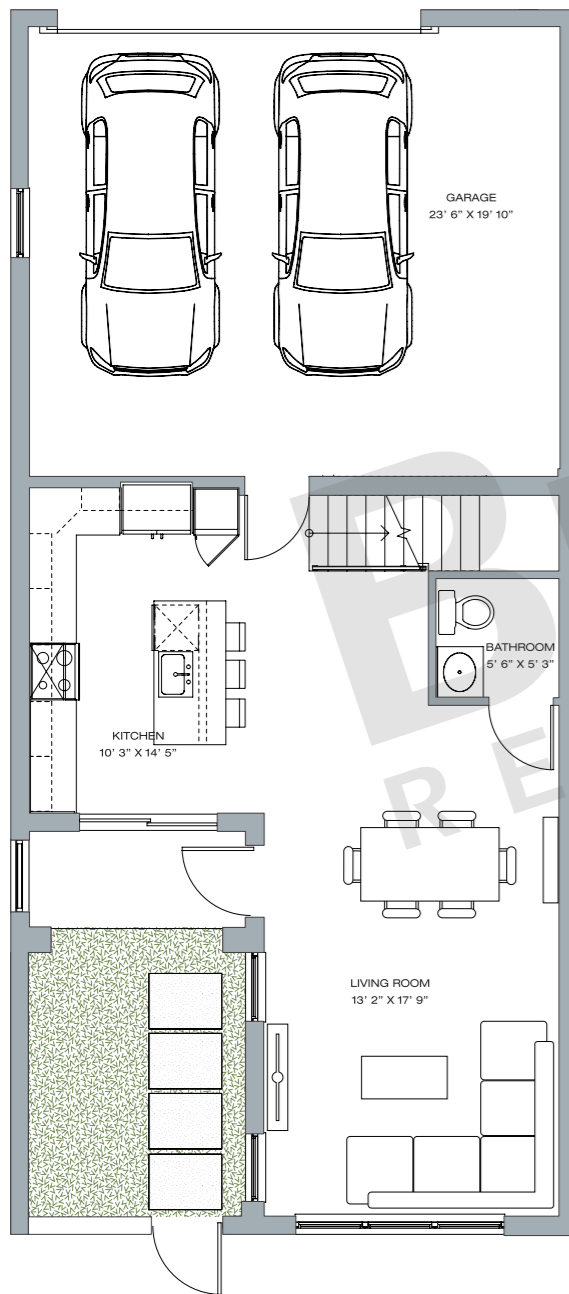 GARAGE
23’ 6” X 19’ 10”
BATHROOM
5’ 6” X 5’ 3”
KITCHEN
10’ 3” X 14’ 5”
LIVING ROOM
13’ 2” X 17’ 9”